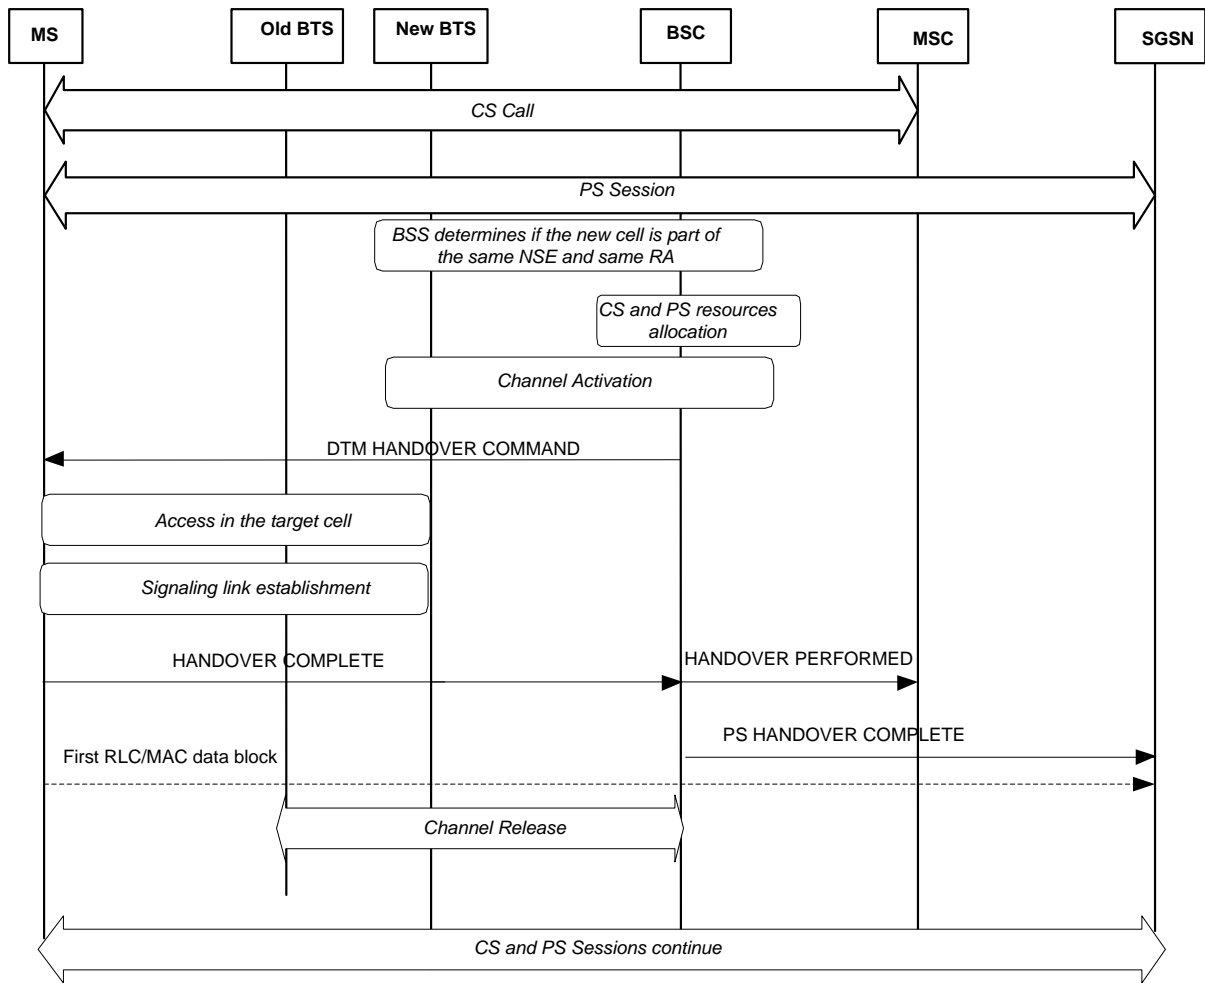 MS
Old BTS
New BTS
BSC
MSC
SGSN
CS Call
PS Session
BSS determines if the new cell is part of
the same NSE and same RA
CS and PS resources
allocation
Channel Activation
DTM HANDOVER COMMAND
Access in the target cell
Signaling link establishment
HANDOVER COMPLETE
HANDOVER PERFORMED
PS HANDOVER COMPLETE
First RLC/MAC data block
Channel Release
CS and PS Sessions continue